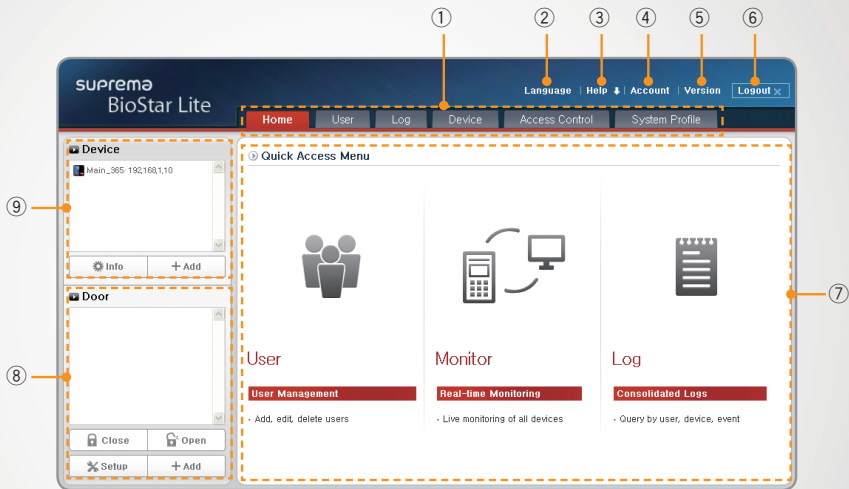 ① ② ③ ④ ⑤ ⑥
suprema
BioStar Lite
Language | Help | Account | Version Logout ×
Home User Log Device Access Control System Profile
Device
Main_365: 192,168,1,10
Info + Add
⑨
Door
Close Open
Setup + Add
⑧
Quick Access Menu
User Monitor Log
User Management Real-time Monitoring Consolidated Logs
- Add, edit, delete users - Live monitoring of all devices - Query by user, device, event
⑦